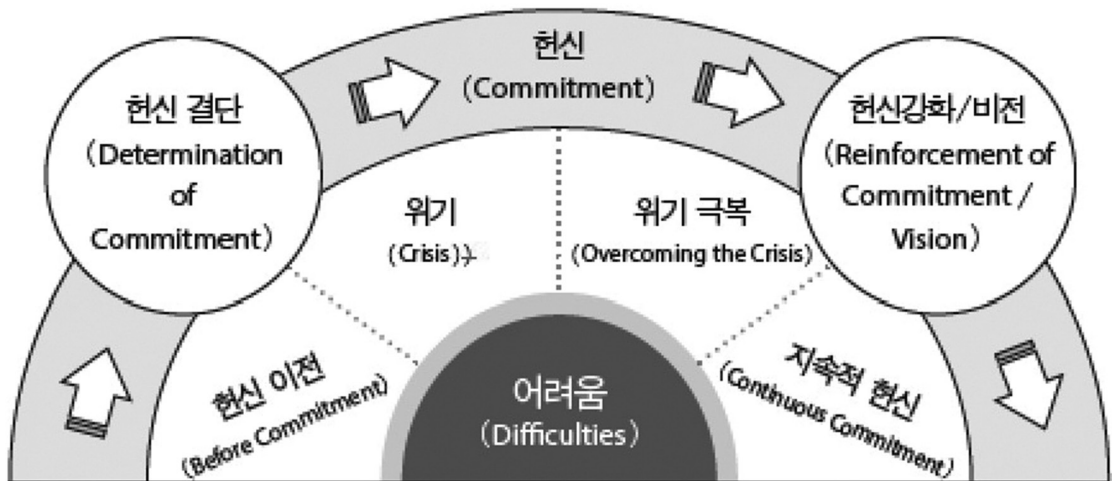 헌신
(Commitment)
헌신 결단
(Determination
of
Commitment)
헌신강화/비전
(Reinforcement of
Commitment /
Vision)
위기
(Crisis))
위기 극복
(Overcoming the Crisis)
헌신 이전
(Before Commitment)
어려움
(Difficulties)
지속적 헌신
(Continuous Commitment)